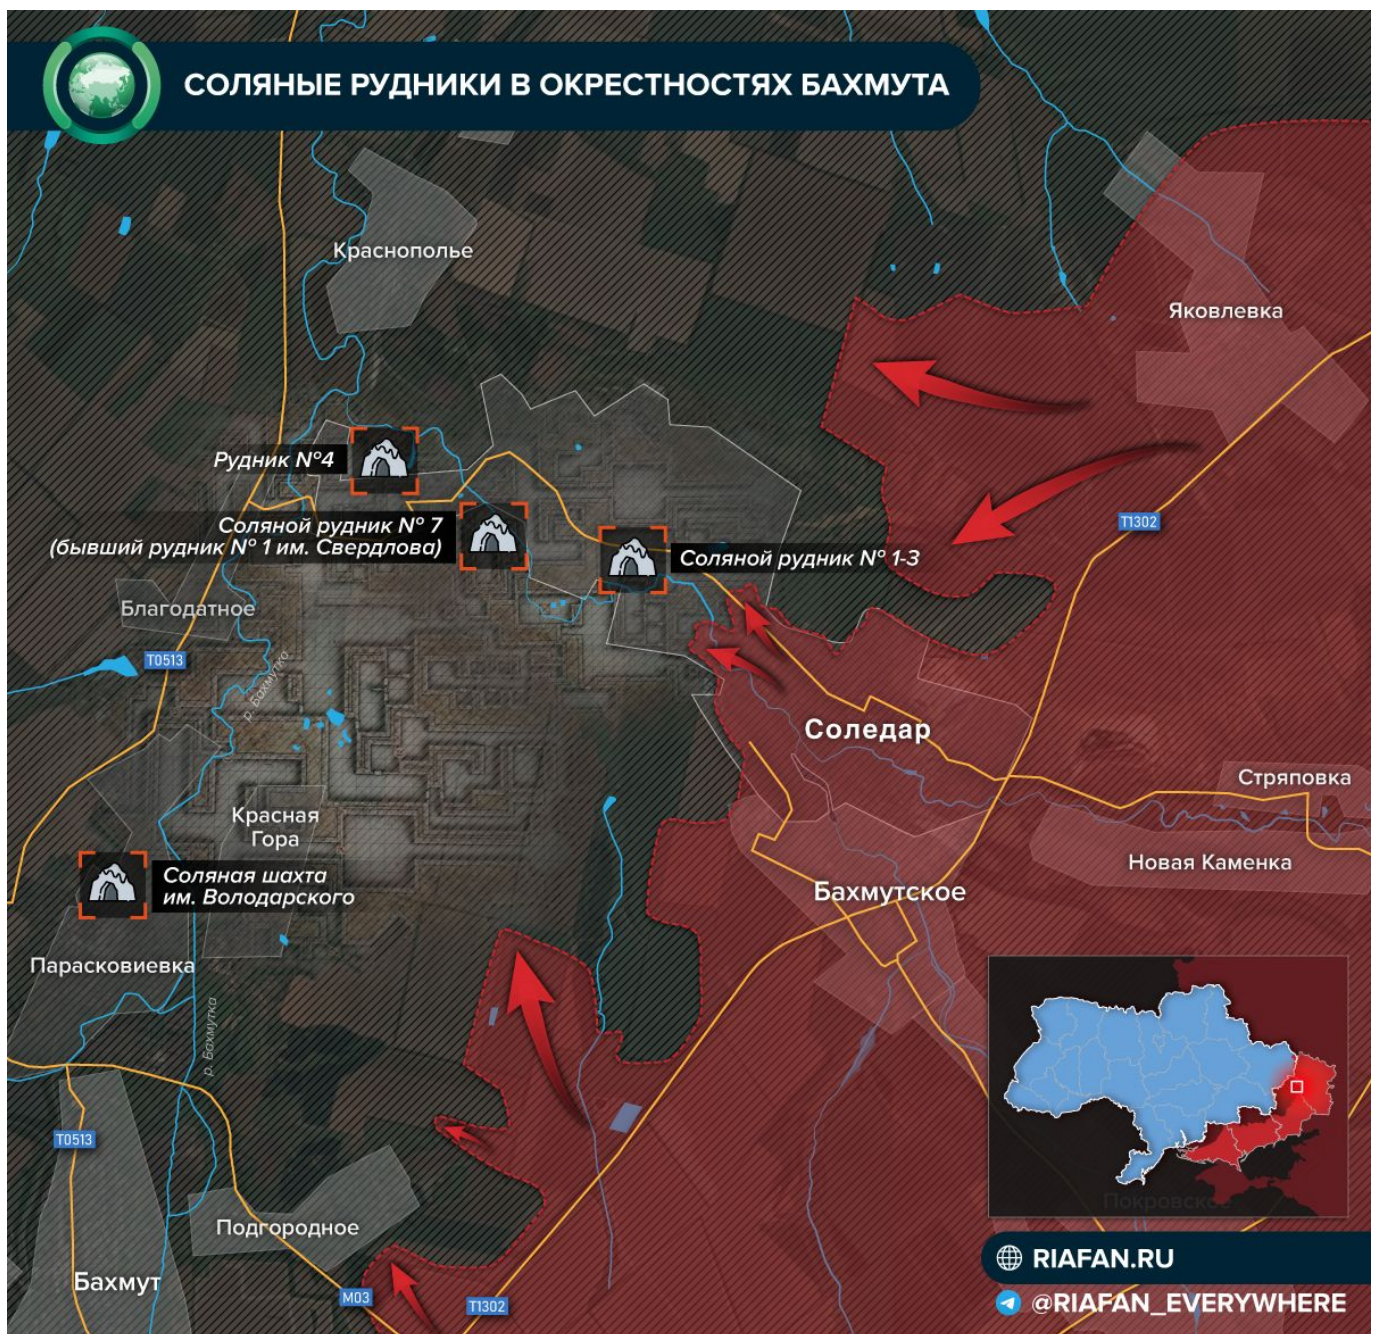 СОЛЯНЫЕ РУДНИКИ В ОКРЕСТНОСТЯХ БАХМУТА
Краснополье
Яковлевка
Рудник №4
Соляной рудник № 7
(бывший рудник № 1 им. Свердлова)
Соляной рудник № 1-3
Т1302
Благодатное
Т0513
р. Бахмутка
Соледар
Стряповка
Красная
Гора
Новая Каменка
Соляная шахта
им. Володарского
Бахмутское
Парасковиевка
р. Бахмутка
Т0513
Покровское
Подгородное
Бахмут
М03
Т1302
RIAFAN.RU
@RIAFAN_EVERYWHERE